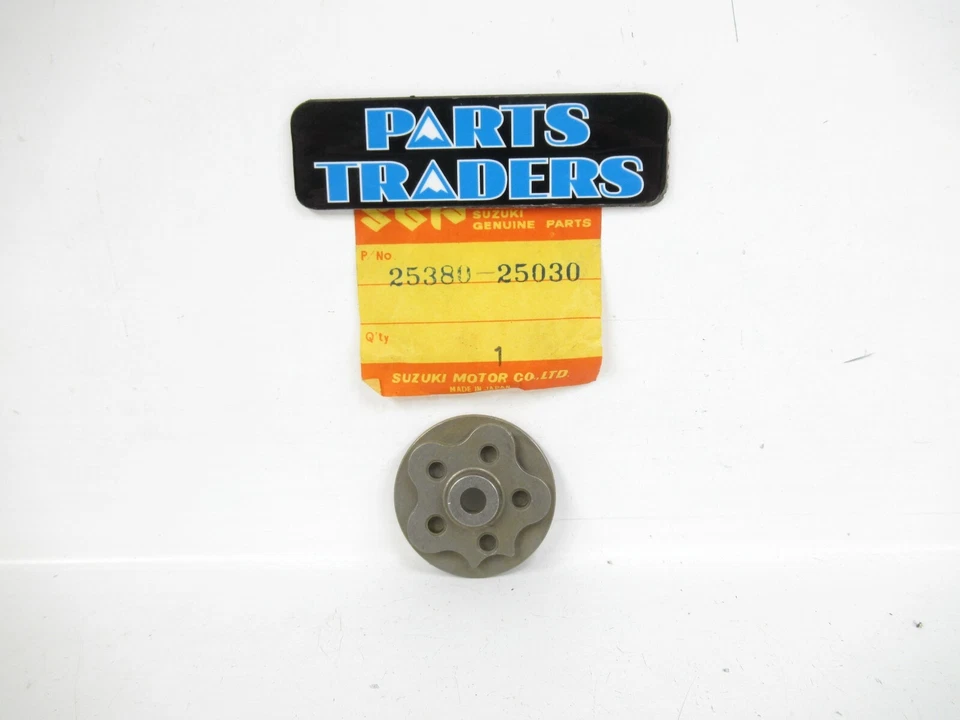 PARTS
TRADERS
SUZUKI
GENUINE PARTS
P/No.
25380-25030
Q'ty
1
SUZUKI MOTOR CO.,LTD.
MADE IN JAPAN